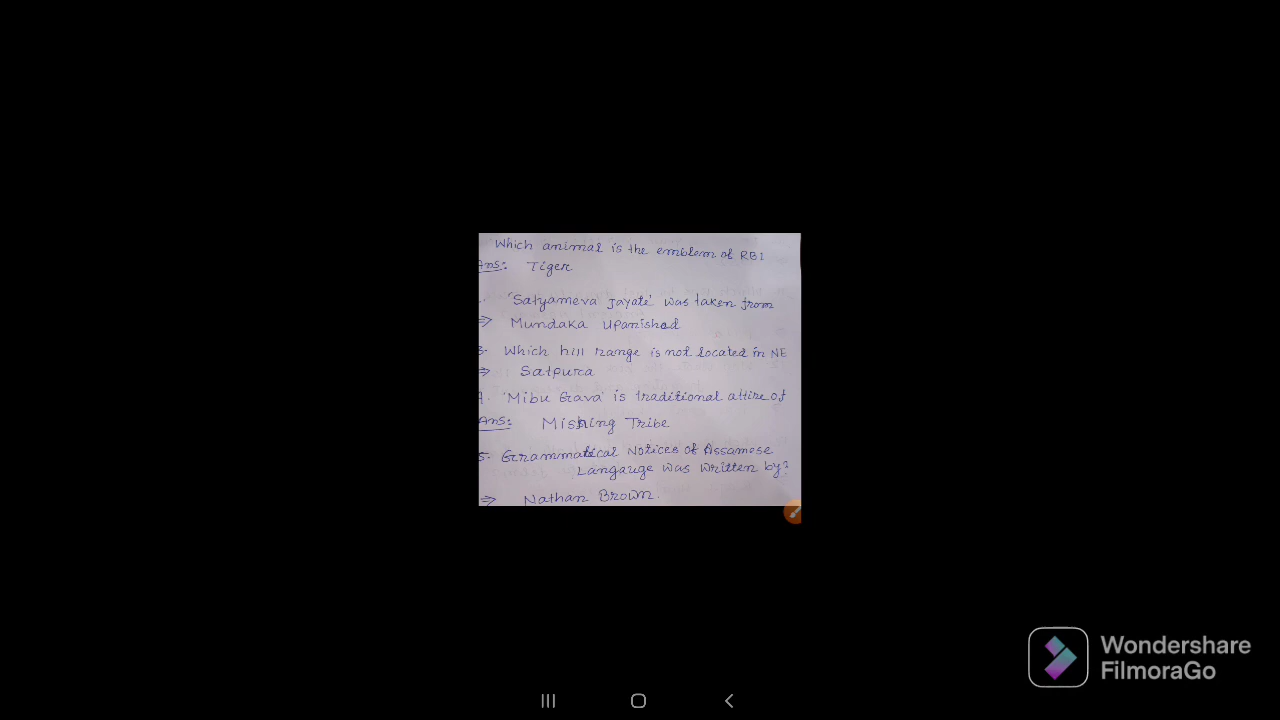 Which animal is the emblem of RBI
Ans: Tiger
'Satyameva Jayate' was taken from
⇒ Mundaka Upanishad
3. Which hill range is not located in NE
⇒ Satpura
4. 'Mibu Gava' is traditional attire of
Ans: Mishing Tribe
5. Grammatical Notices of Assamese
Langauge was written by?
⇒ Nathan Brown.
Wondershare
FilmoraGo